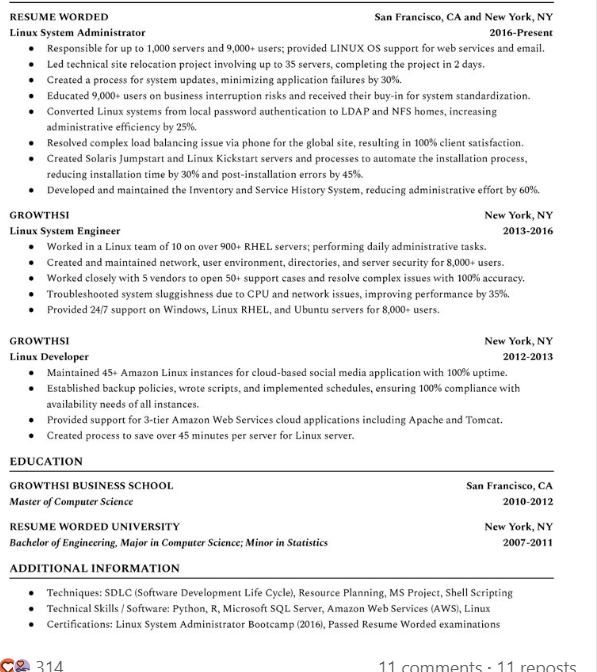 RESUME WORDED San Francisco, CA and New York, NY
Linux System Administrator 2016-Present
• Responsible for up to 1,000 servers and 9,000+ users; provided LINUX OS support for web services and email.
• Led technical site relocation project involving up to 35 servers, completing the project in 2 days.
• Created a process for system updates, minimizing application failures by 30%.
• Educated 9,000+ users on business interruption risks and received their buy-in for system standardization.
• Converted Linux systems from local password authentication to LDAP and NFS homes, increasing
administrative efficiency by 25%.
• Resolved complex load balancing issue via phone for the global site, resulting in 100% client satisfaction.
• Created Solaris Jumpstart and Linux Kickstart servers and processes to automate the installation process,
reducing installation time by 30% and post-installation errors by 45%.
• Developed and maintained the Inventory and Service History System, reducing administrative effort by 60%.
GROWTHSI New York, NY
Linux System Engineer 2013-2016
• Worked in a Linux team of 10 on over 900+ RHEL servers; performing daily administrative tasks.
• Created and maintained network, user environment, directories, and server security for 8,000+ users.
• Worked closely with 5 vendors to open 50+ support cases and resolve complex issues with 100% accuracy.
• Troubleshooted system sluggishness due to CPU and network issues, improving performance by 35%.
• Provided 24/7 support on Windows, Linux RHEL, and Ubuntu servers for 8,000+ users.
GROWTHSI New York, NY
Linux Developer 2012-2013
• Maintained 45+ Amazon Linux instances for cloud-based social media application with 100% uptime.
• Established backup policies, wrote scripts, and implemented schedules, ensuring 100% compliance with
availability needs of all instances.
• Provided support for 3-tier Amazon Web Services cloud applications including Apache and Tomcat.
• Created process to save over 45 minutes per server for Linux server.
EDUCATION
GROWTHSI BUSINESS SCHOOL San Francisco, CA
Master of Computer Science 2010-2012
RESUME WORDED UNIVERSITY New York, NY
Bachelor of Engineering, Major in Computer Science; Minor in Statistics 2007-2011
ADDITIONAL INFORMATION
• Techniques: SDLC (Software Development Life Cycle), Resource Planning, MS Project, Shell Scripting
• Technical Skills / Software: Python, R, Microsoft SQL Server, Amazon Web Services (AWS), Linux
• Certifications: Linux System Administrator Bootcamp (2016), Passed Resume Worded examinations
314 11 comments · 11 reposts